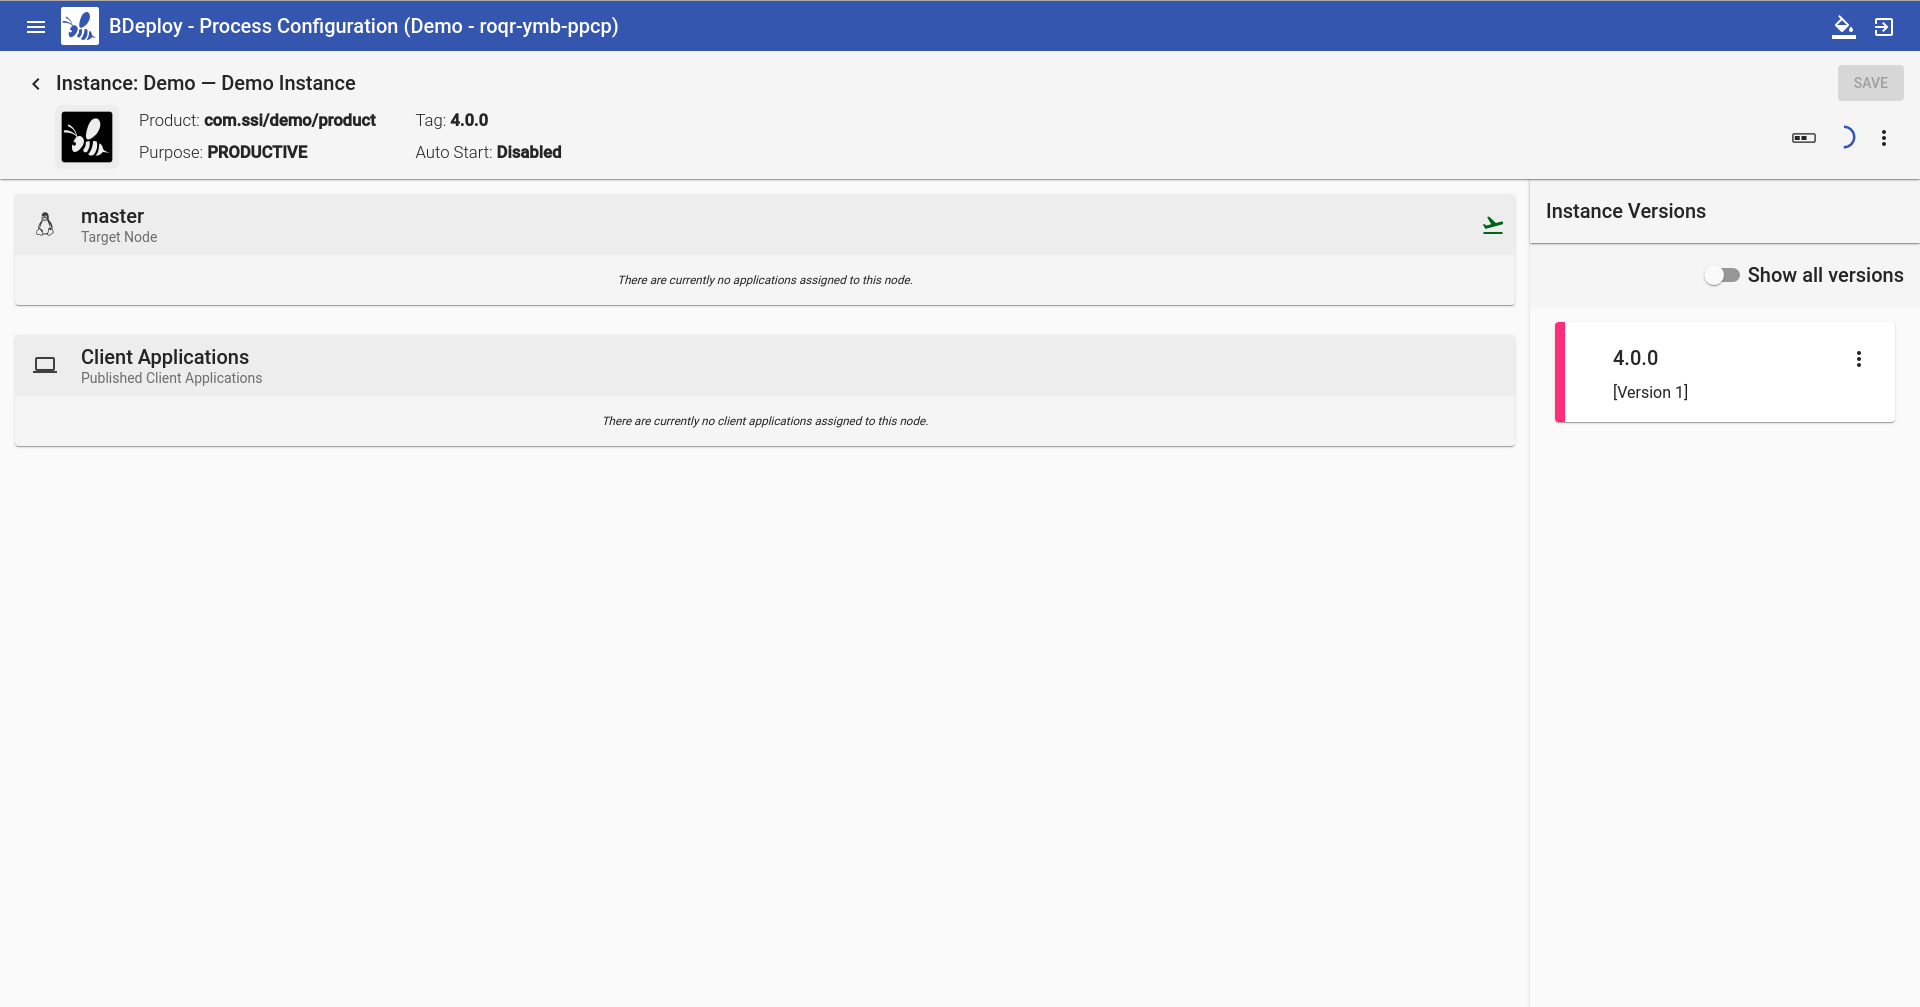 BDeploy - Process Configuration (Demo - roqr-ymb-ppcp)
Instance: Demo — Demo Instance
SAVE
Product: com.ssi/demo/product
Tag: 4.0.0
Purpose: PRODUCTIVE
Auto Start: Disabled
master
Target Node
There are currently no applications assigned to this node.
Client Applications
Published Client Applications
There are currently no client applications assigned to this node.
Instance Versions
Show all versions
4.0.0
[Version 1]